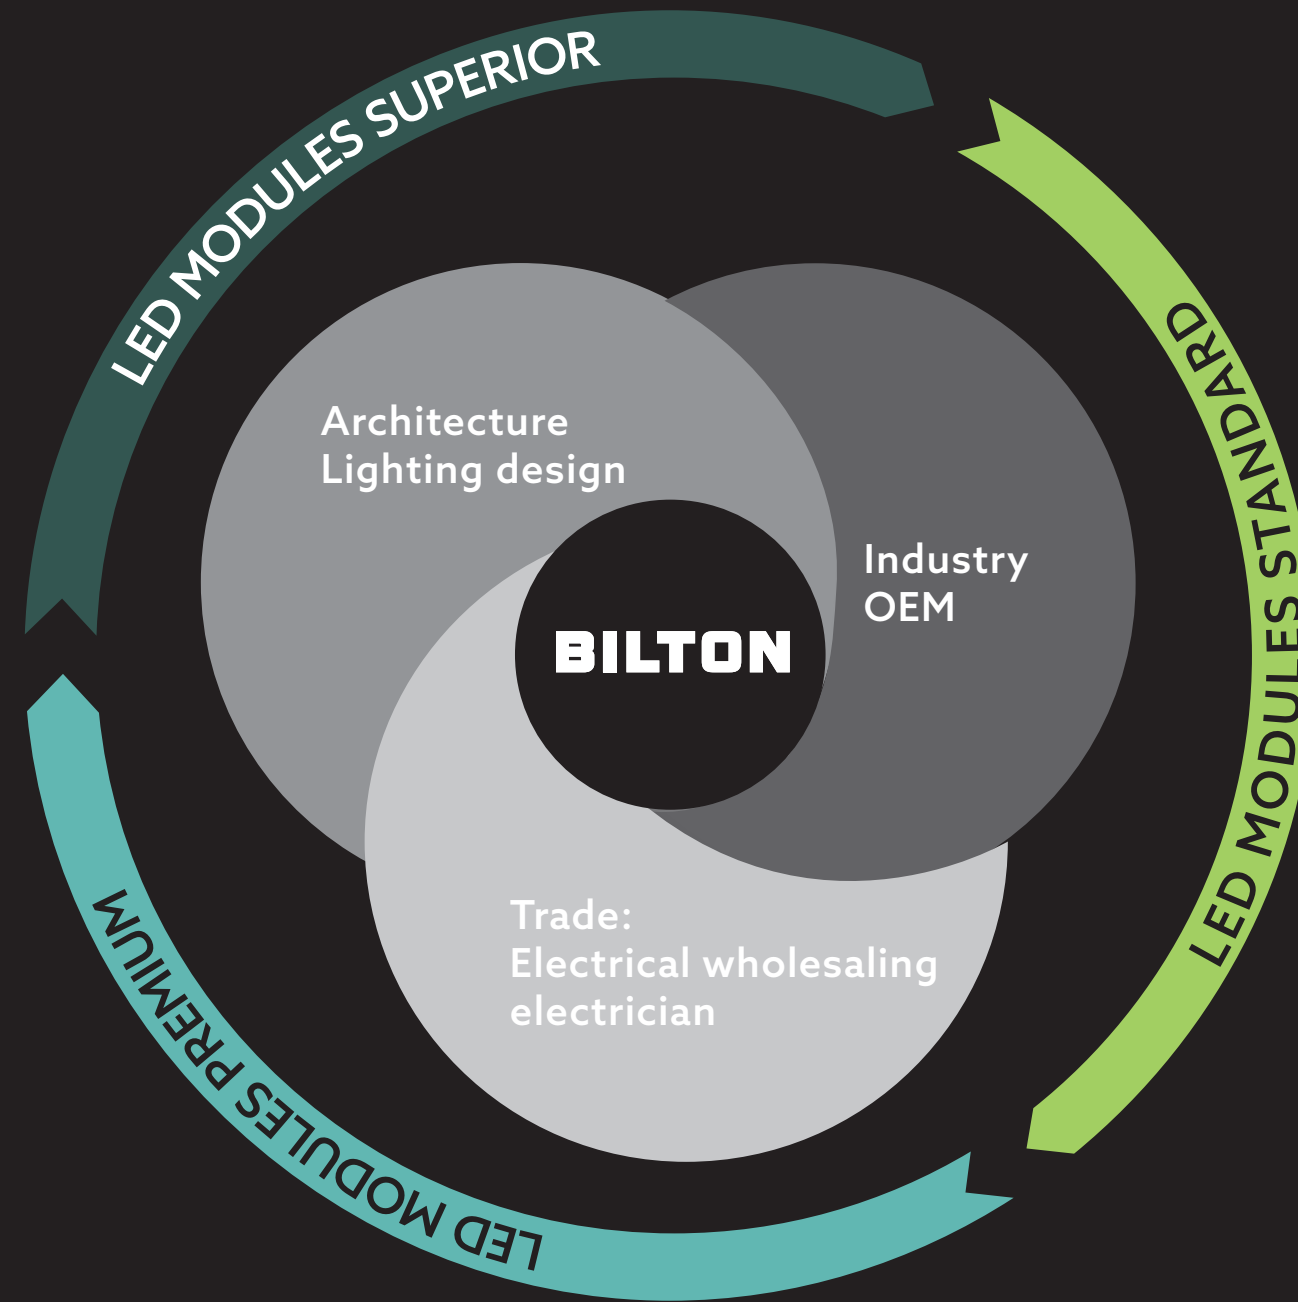 LED MODULES SUPERIOR
LED MODULES STANDARD
Architecture
Lighting design
Industry
OEM
BILTON
Trade:
Electrical wholesaling
electrician
LED MODULES PREMIUM